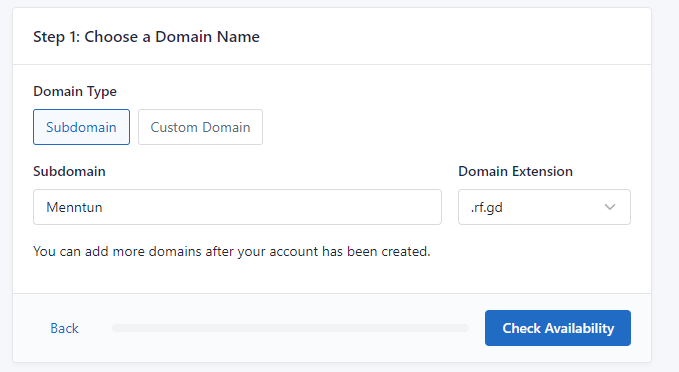 Step 1: Choose a Domain Name
Domain Type
Subdomain
Custom Domain
Subdomain
Domain Extension
Menntun
.rf.gd
You can add more domains after your account has been created.
Back
Check Availability